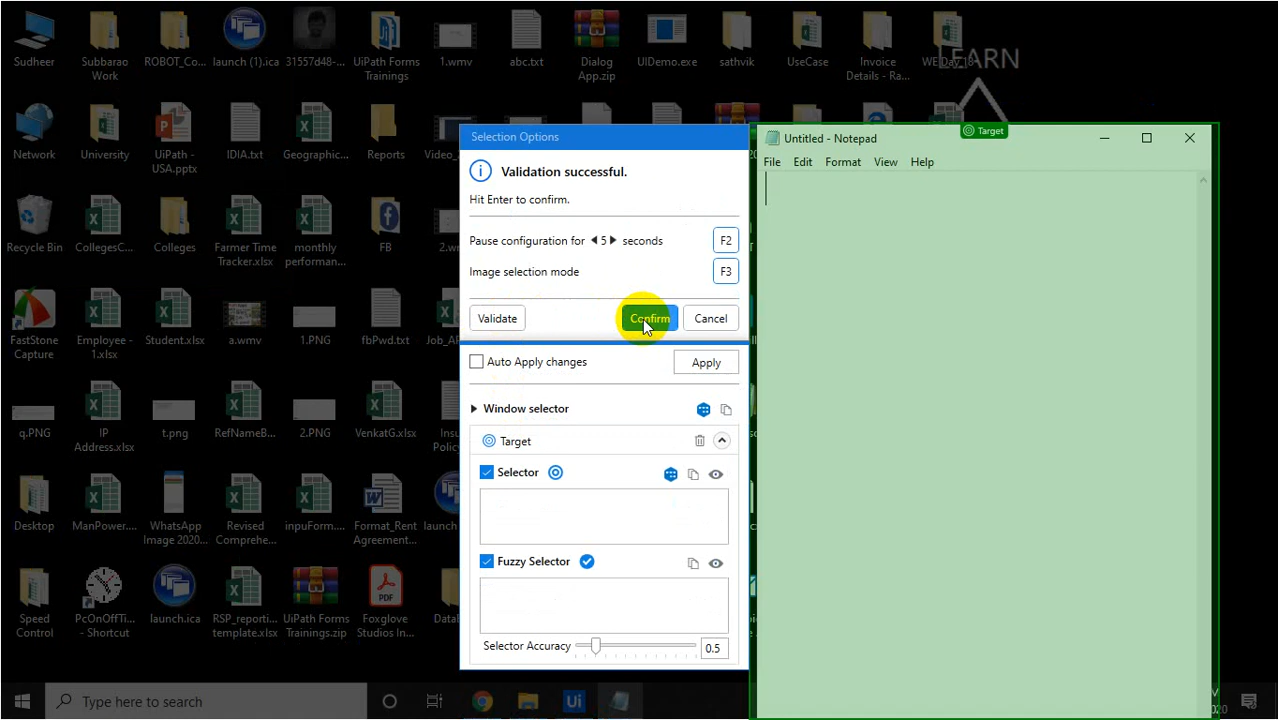 Sudheer
Subbarao
Work
ROBOT_Co...
launch (1).ica
31557d48-...
UiPath Forms
Trainings
1.wmv
abc.txt
Dialog
App.zip
UIDemo.exe
sathvik
UseCase
Invoice
Details - Ra...
LEARN
Network
University
UiPath -
USA.pptx
IDIA.txt
Geographic...
Reports
Selection Options
Validation successful.
Hit Enter to confirm.
Pause configuration for 5 seconds F2
Image selection mode F3
Validate Confirm Cancel
Auto Apply changes Apply
Window selector
Target
Selector
Fuzzy Selector
Selector Accuracy 0.5
Target
Untitled - Notepad
File Edit Format View Help
Recycle Bin
CollegesC...
Colleges
Farmer Time
Tracker.xlsx
monthly
performan...
FB
FastStone
Capture
Employee -
1.xlsx
Student.xlsx
a.wmv
1.PNG
fbPwd.txt
q.PNG
IP
Address.xlsx
t.png
RefNameB...
2.PNG
VenkatG.xlsx
Desktop
ManPower...
WhatsApp
Image 2020...
Revised
Comprehe...
inpuForm....
Format_Rent
Agreement...
Speed
Control
PcOnOffTi...
- Shortcut
launch.ica
RSP_reporti...
template.xlsx
UiPath Forms
Trainings.zip
Foxglove
Studios In...
PDF
Type here to search
Ui